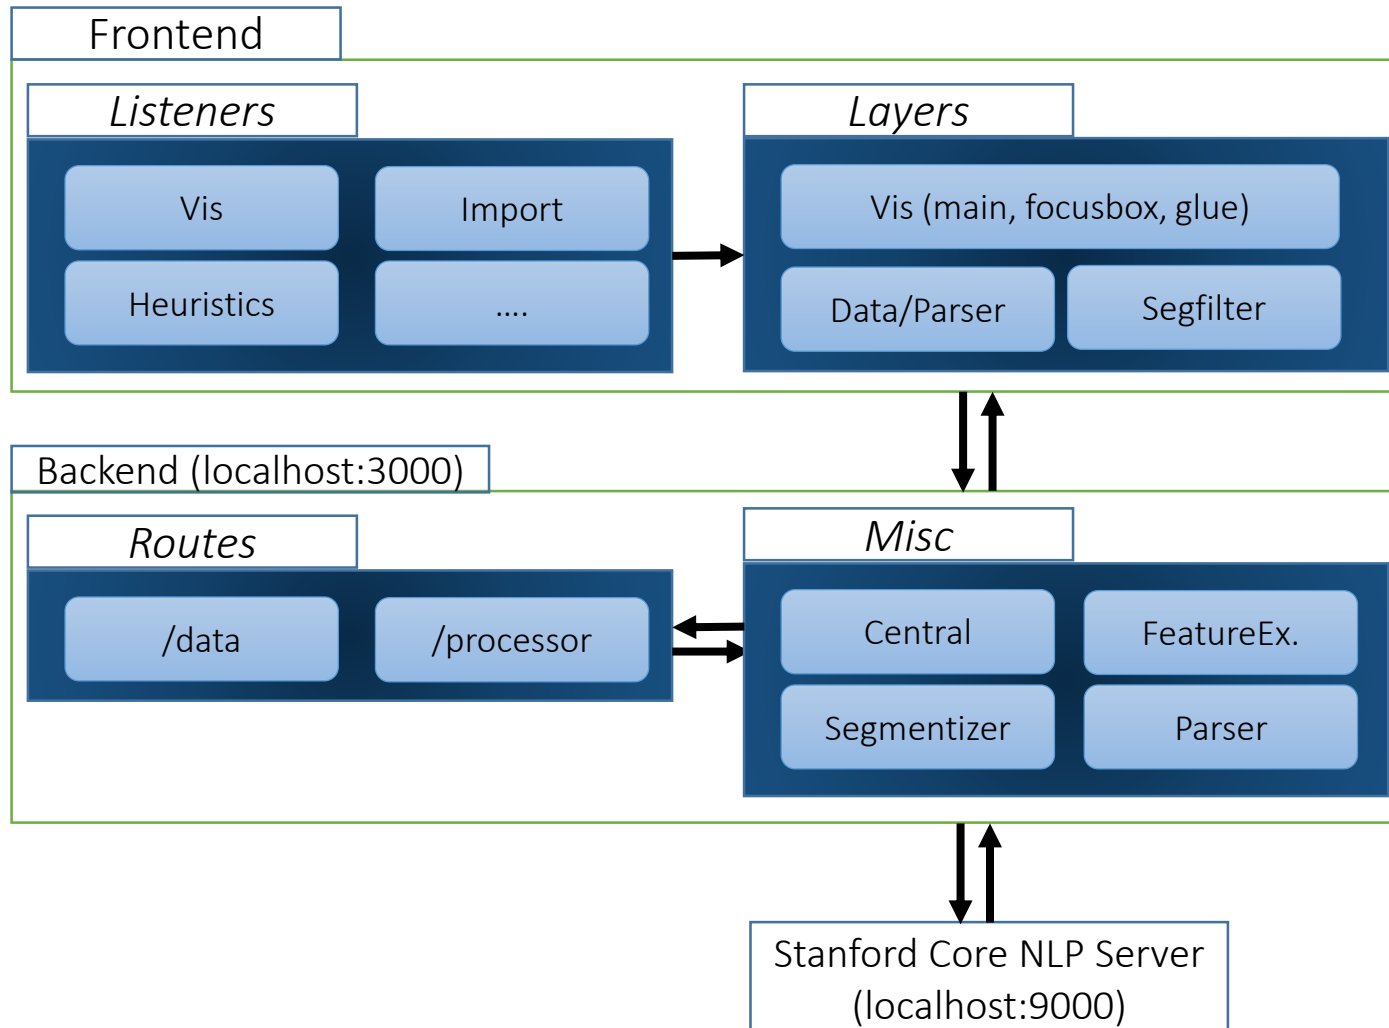 Frontend
Listeners
Layers
Vis
Import
Vis (main, focusbox, glue)
Heuristics
....
Data/Parser
Segfilter
Backend (localhost:3000)
Routes
Misc
/data
/processor
Central
FeatureEx.
Segmentizer
Parser
Stanford Core NLP Server
(localhost:9000)